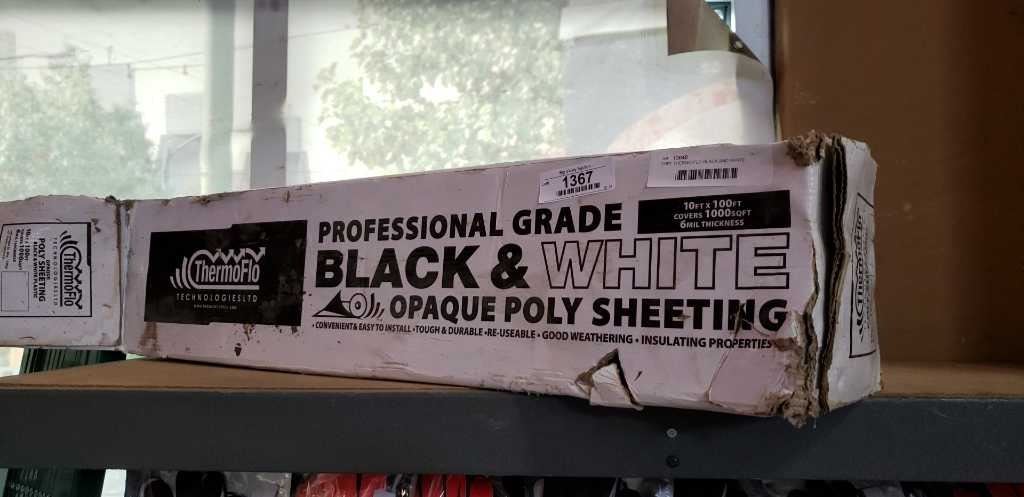 ThermoFlo
TECHNOLOGIES LTD
PROFESSIONAL GRADE
BLACK & WHITE
OPAQUE POLY SHEETING
• CONVENIENT & EASY TO INSTALL • TOUGH & DURABLE • RE-USEABLE • GOOD WEATHERING • INSULATING PROPERTIES
1367
10FT X 100FT
COVERS 1000SQFT
6MIL THICKNESS
ThermoFlo
POLY SHEETING
ThermoFlo